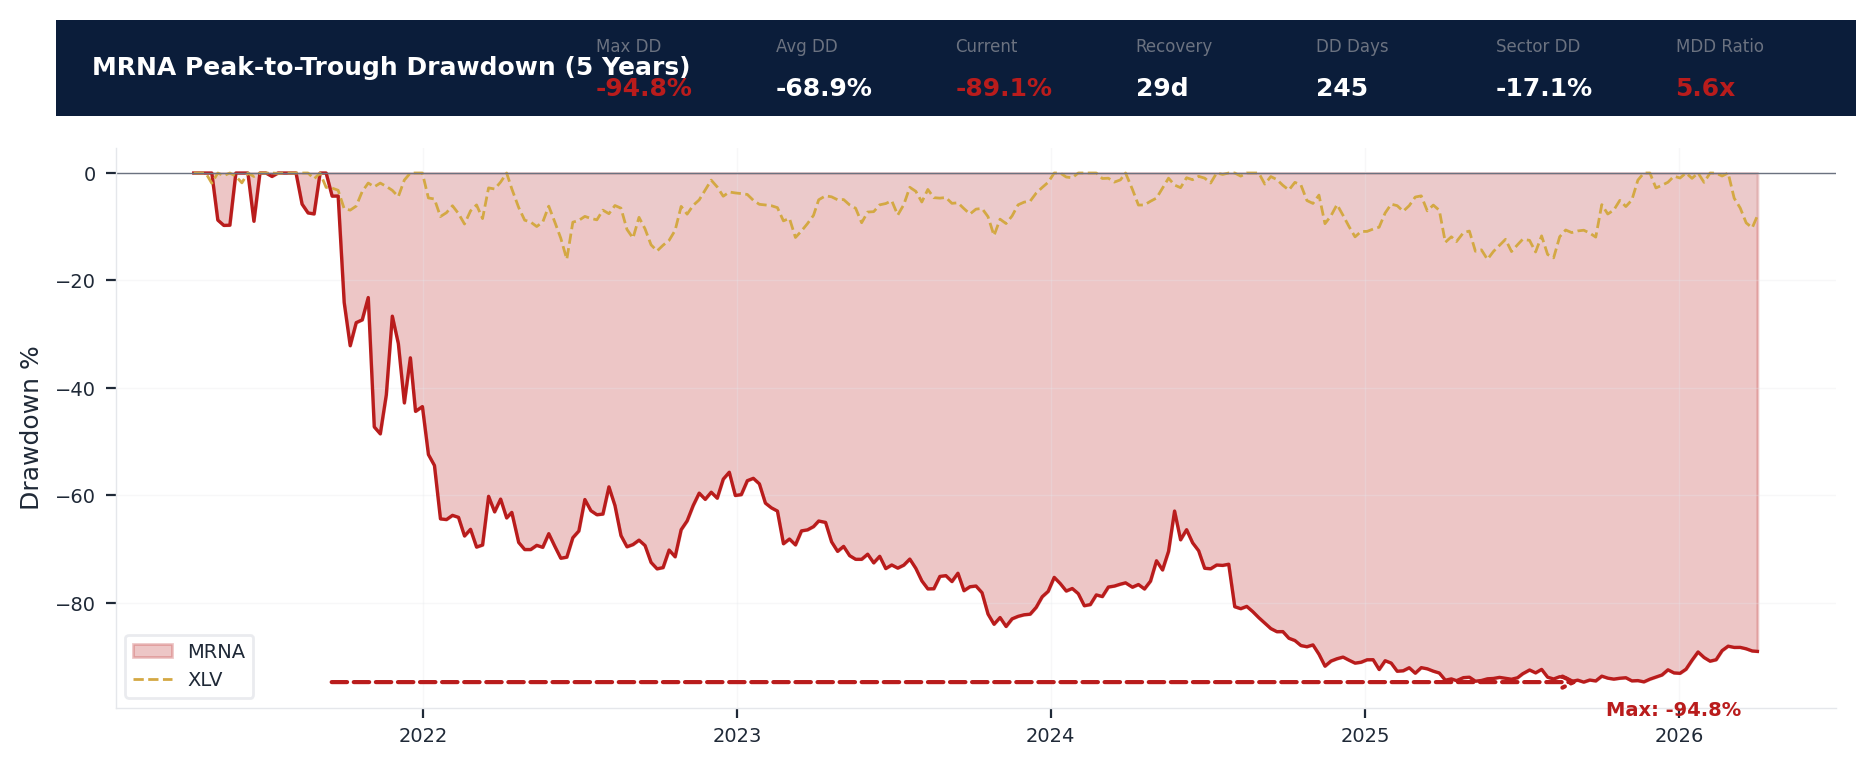 MRNA Peak-to-Trough Drawdown (5 Years)
Max DD
-94.8%
Avg DD
-68.9%
Current
-89.1%
Recovery
29d
DD Days
245
Sector DD
-17.1%
MDD Ratio
5.6x
Drawdown %
0
−20
−40
−60
−80
MRNA
XLV
Max: -94.8%
2022
2023
2024
2025
2026